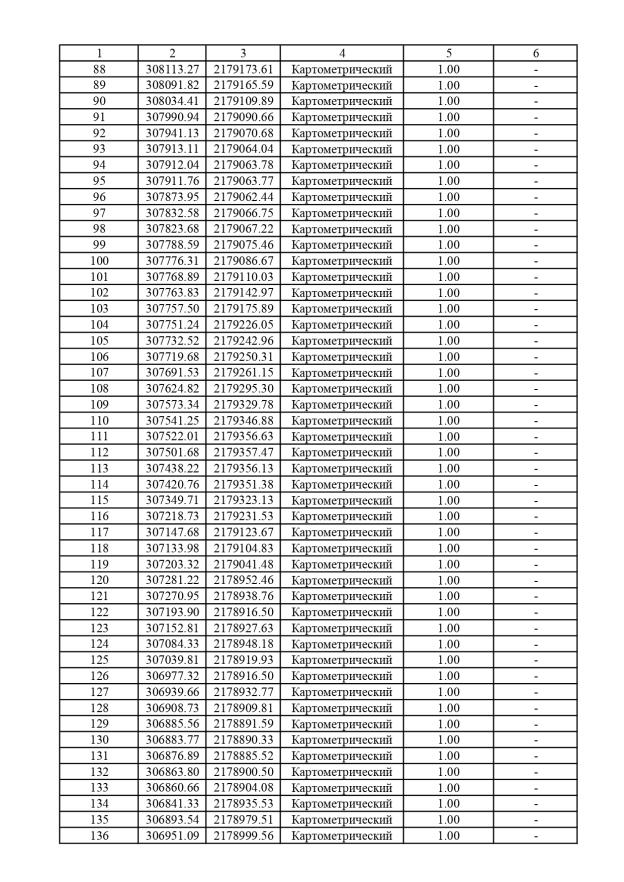 1 2 3 4 5 6
88 308113.27 2179173.61 Картометрический 1.00 -
89 308091.82 2179165.59 Картометрический 1.00 -
90 308034.41 2179109.89 Картометрический 1.00 -
91 307990.94 2179090.66 Картометрический 1.00 -
92 307941.13 2179070.68 Картометрический 1.00 -
93 307913.11 2179064.04 Картометрический 1.00 -
94 307912.04 2179063.78 Картометрический 1.00 -
95 307911.76 2179063.77 Картометрический 1.00 -
96 307873.95 2179062.44 Картометрический 1.00 -
97 307832.58 2179066.75 Картометрический 1.00 -
98 307823.68 2179067.22 Картометрический 1.00 -
99 307788.59 2179075.46 Картометрический 1.00 -
100 307776.31 2179086.67 Картометрический 1.00 -
101 307768.89 2179110.03 Картометрический 1.00 -
102 307763.83 2179142.97 Картометрический 1.00 -
103 307757.50 2179175.89 Картометрический 1.00 -
104 307751.24 2179226.05 Картометрический 1.00 -
105 307732.52 2179242.96 Картометрический 1.00 -
106 307719.68 2179250.31 Картометрический 1.00 -
107 307691.53 2179261.15 Картометрический 1.00 -
108 307624.82 2179295.30 Картометрический 1.00 -
109 307573.34 2179329.78 Картометрический 1.00 -
110 307541.25 2179346.88 Картометрический 1.00 -
111 307522.01 2179356.63 Картометрический 1.00 -
112 307501.68 2179357.47 Картометрический 1.00 -
113 307438.22 2179356.13 Картометрический 1.00 -
114 307420.76 2179351.38 Картометрический 1.00 -
115 307349.71 2179323.13 Картометрический 1.00 -
116 307218.73 2179231.53 Картометрический 1.00 -
117 307147.68 2179123.67 Картометрический 1.00 -
118 307133.98 2179104.83 Картометрический 1.00 -
119 307203.32 2179041.48 Картометрический 1.00 -
120 307281.22 2178952.46 Картометрический 1.00 -
121 307270.95 2178938.76 Картометрический 1.00 -
122 307193.90 2178916.50 Картометрический 1.00 -
123 307152.81 2178927.63 Картометрический 1.00 -
124 307084.33 2178948.18 Картометрический 1.00 -
125 307039.81 2178919.93 Картометрический 1.00 -
126 306977.32 2178916.50 Картометрический 1.00 -
127 306939.66 2178932.77 Картометрический 1.00 -
128 306908.73 2178909.81 Картометрический 1.00 -
129 306885.56 2178891.59 Картометрический 1.00 -
130 306883.77 2178890.33 Картометрический 1.00 -
131 306876.89 2178885.52 Картометрический 1.00 -
132 306863.80 2178900.50 Картометрический 1.00 -
133 306860.66 2178904.08 Картометрический 1.00 -
134 306841.33 2178935.53 Картометрический 1.00 -
135 306893.54 2178979.51 Картометрический 1.00 -
136 306951.09 2178999.56 Картометрический 1.00 -